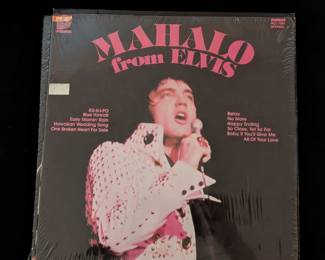 MAHALO
from ELVIS
KU-U-I-PO
Blue Hawaii
Early Mornin' Rain
Hawaiian Wedding Song
One Broken Heart For Sale
Relax
No More
Happy Ending
So Close, Yet So Far
Baby, If You'll Give Me
All Of Your Love